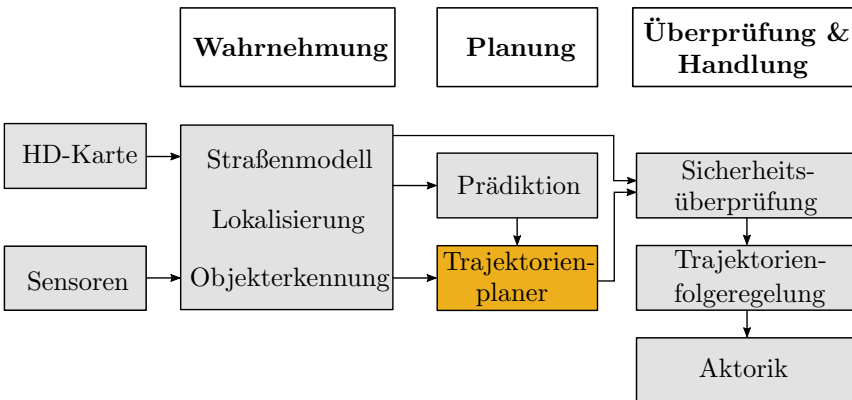 Wahrnehmung
Planung
Überprüfung &
Handlung
HD-Karte
Sensoren
Straßenmodell
Lokalisierung
Objekterkennung
Prädiktion
Trajektorien-
planer
Sicherheits-
überprüfung
Trajektorien-
folgeregelung
Aktorik